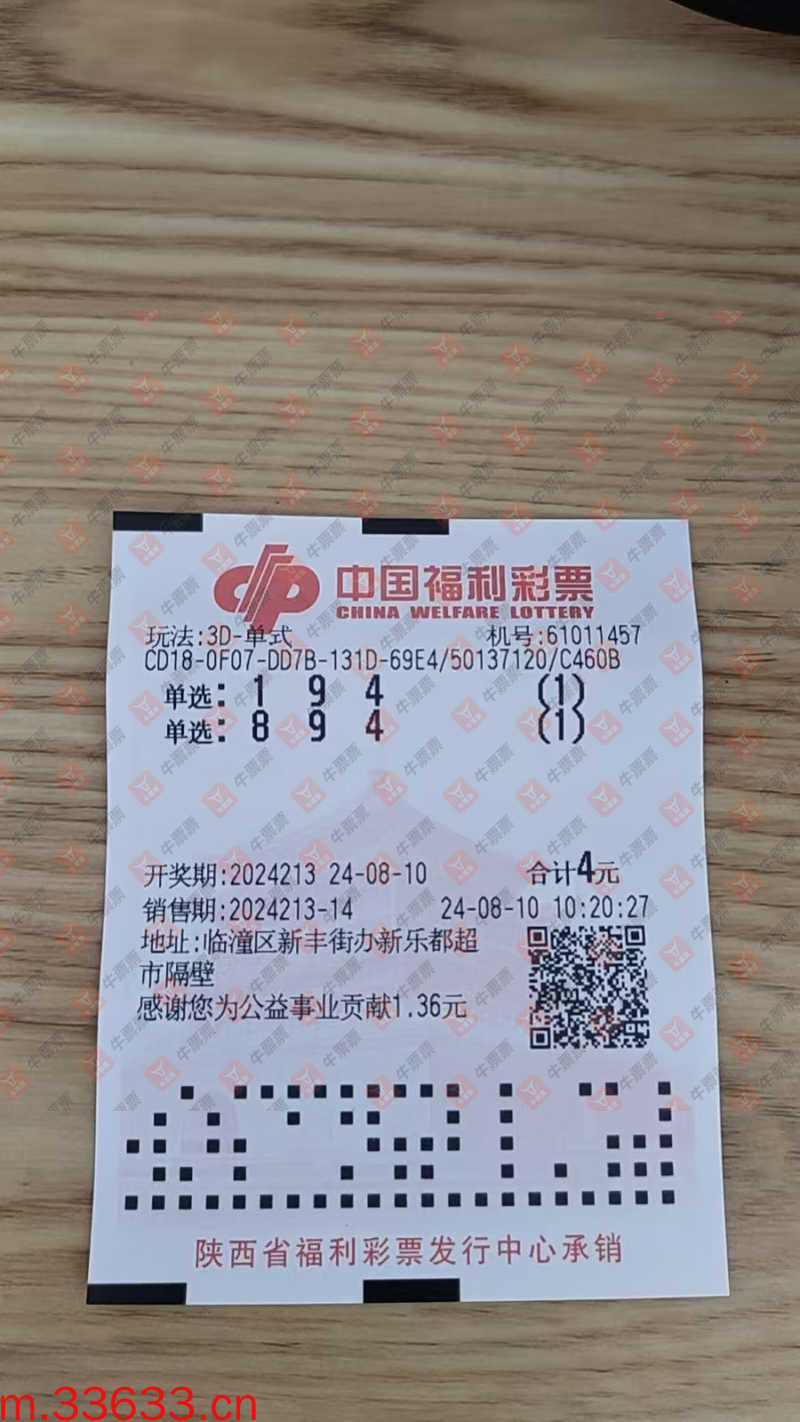 中国福利彩票
CHINA WELFARE LOTTERY
玩法:3D-单式 机号:61011457
CD18-0F07-DD7B-131D-69E4/50137120/C460B
单选: 1 9 4 (1)
单选: 8 9 4 (1)
开奖期:2024213 24-08-10 合计4元
销售期:2024213-14 24-08-10 10:20:27
地址:临潼区新丰街办新乐都超
市隔壁
感谢您为公益事业贡献1.36元
陕西省福利彩票发行中心承销
牛票票
m.33633.cn